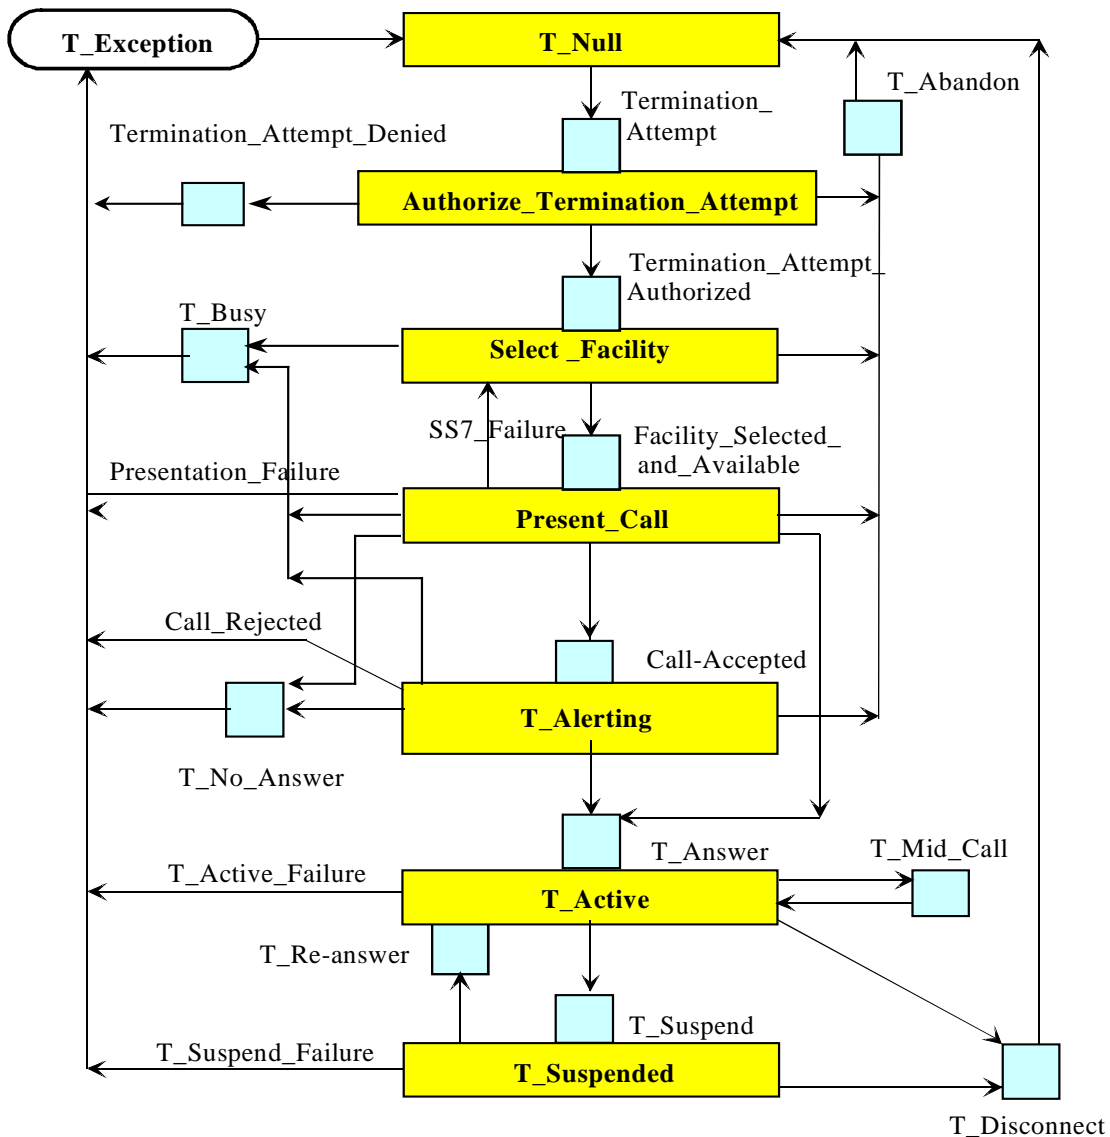 T_Exception
T_Null
T_Abandon
Termination_
Attempt
Termination_Attempt_Denied
Authorize_Termination_Attempt
Termination_Attempt_
Authorized
T_Busy
Select _Facility
SS7_Failure
Facility_Selected_
and_Available
Presentation_Failure
Present_Call
Call_Rejected
Call-Accepted
T_Alerting
T_No_Answer
T_Answer
T_Mid_Call
T_Active_Failure
T_Active
T_Re-answer
T_Suspend
T_Suspend_Failure
T_Suspended
T_Disconnect